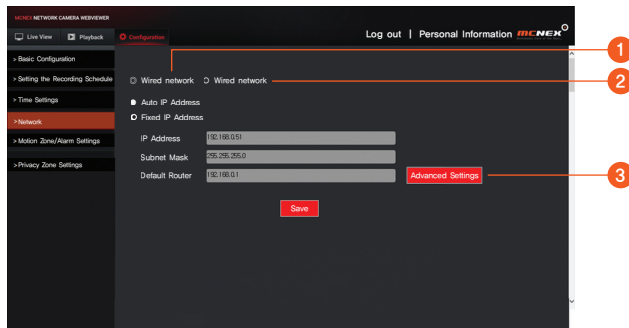 MCNEX NETWORK CAMERA WEBVIEWER
Live View Playback Configuration Log out | Personal Information MCNEX
> Basic Configuration
> Setting the Recording Schedule
> Time Settings
> Network
> Motion Zone/Alarm Settings
> Privacy Zone Settings
Wired network Wired network
Auto IP Address
Fixed IP Address
IP Address 192.168.0.51
Subnet Mask 255.255.255.0
Default Router 192.168.0.1 Advanced Settings
Save
1
2
3